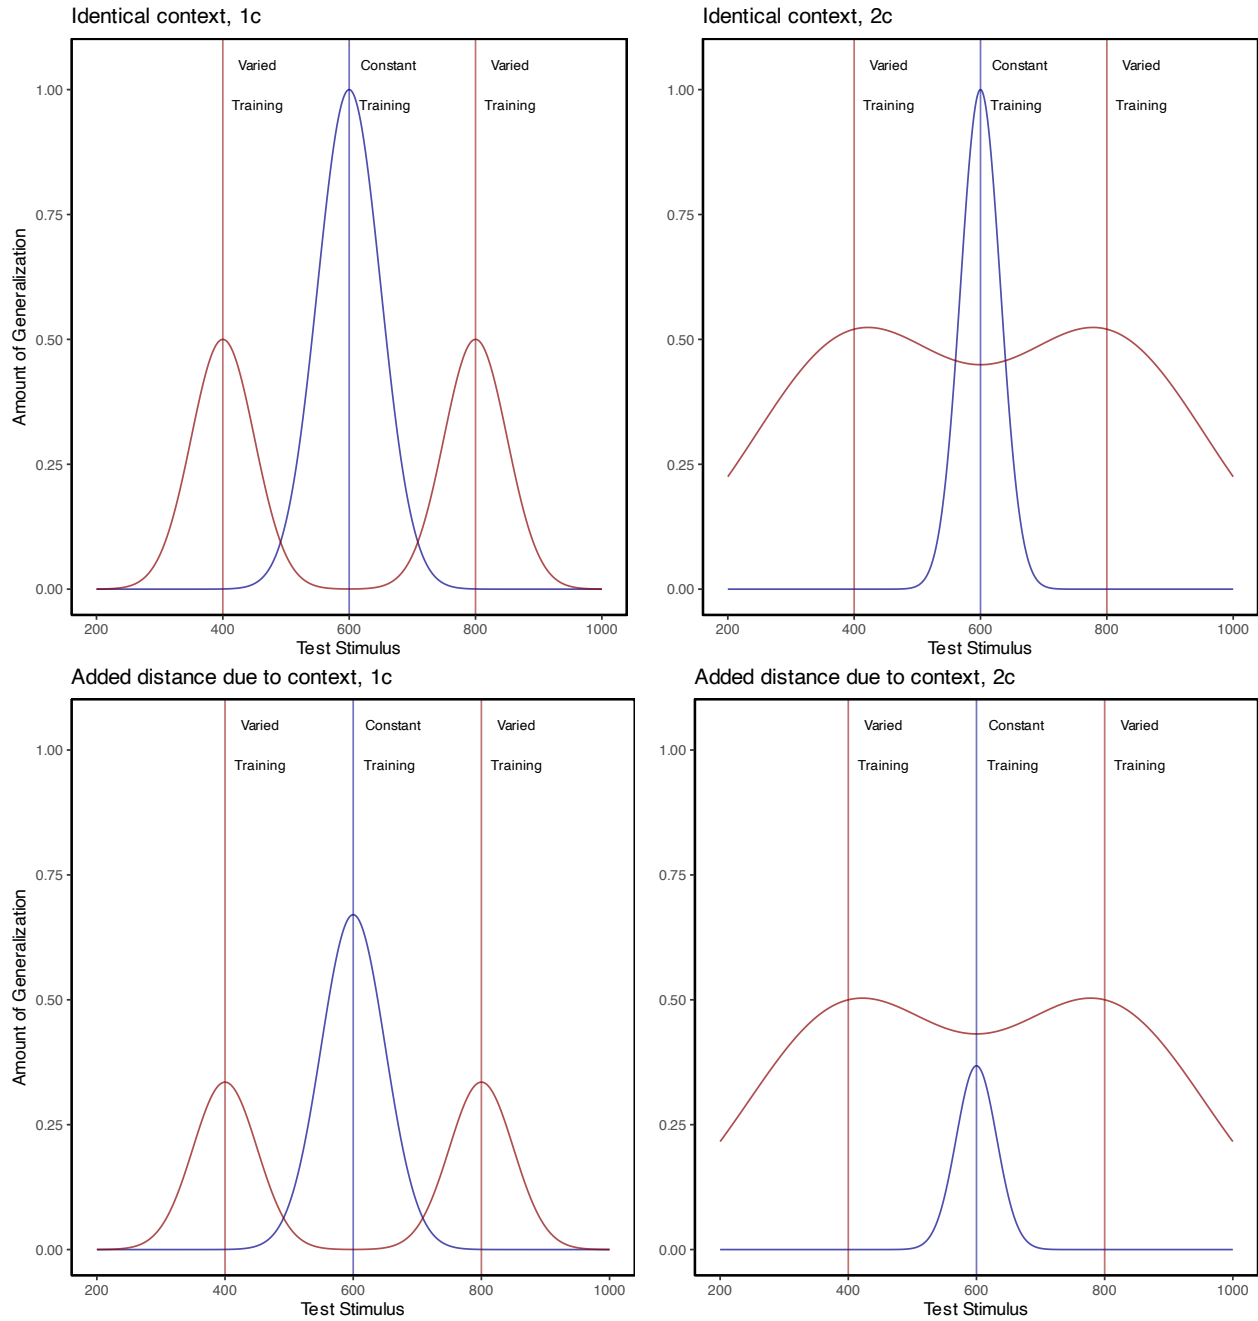 Identical context, 1c
Varied Constant Varied
Training Training Training
1.00
0.75
0.50
0.25
0.00
Amount of Generalization
200 400 600 800 1000
Test Stimulus
Identical context, 2c
Varied Constant Varied
Training Training Training
1.00
0.75
0.50
0.25
0.00
200 400 600 800 1000
Test Stimulus
Added distance due to context, 1c
Varied Constant Varied
Training Training Training
1.00
0.75
0.50
0.25
0.00
Amount of Generalization
200 400 600 800 1000
Test Stimulus
Added distance due to context, 2c
Varied Constant Varied
Training Training Training
1.00
0.75
0.50
0.25
0.00
200 400 600 800 1000
Test Stimulus